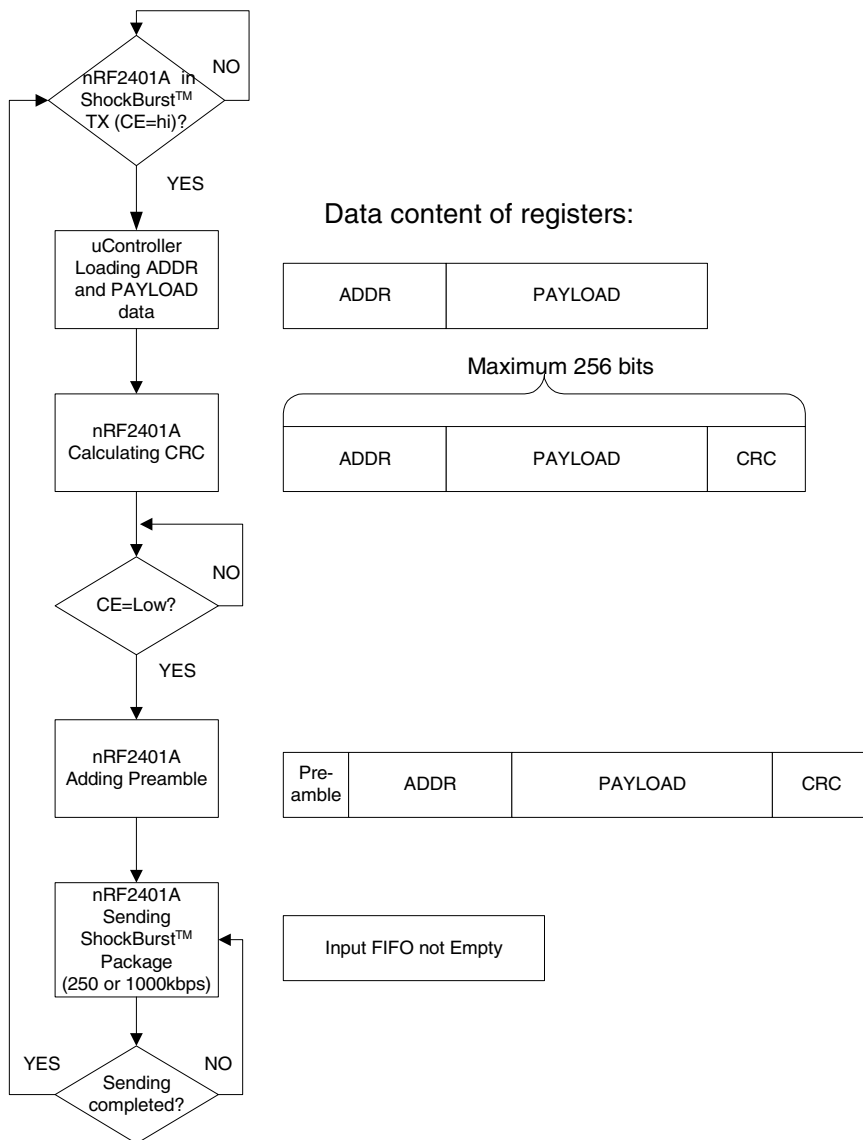 NO
nRF2401A in
ShockBurst™
TX (CE=hi)?
YES
Data content of registers:
uController
Loading ADDR
and PAYLOAD
data
ADDR
PAYLOAD
Maximum 256 bits
nRF2401A
Calculating CRC
ADDR
PAYLOAD
CRC
NO
CE=Low?
YES
nRF2401A
Adding Preamble
Pre-
amble
ADDR
PAYLOAD
CRC
nRF2401A
Sending
ShockBurst™
Package
(250 or 1000kbps)
Input FIFO not Empty
YES
NO
Sending
completed?